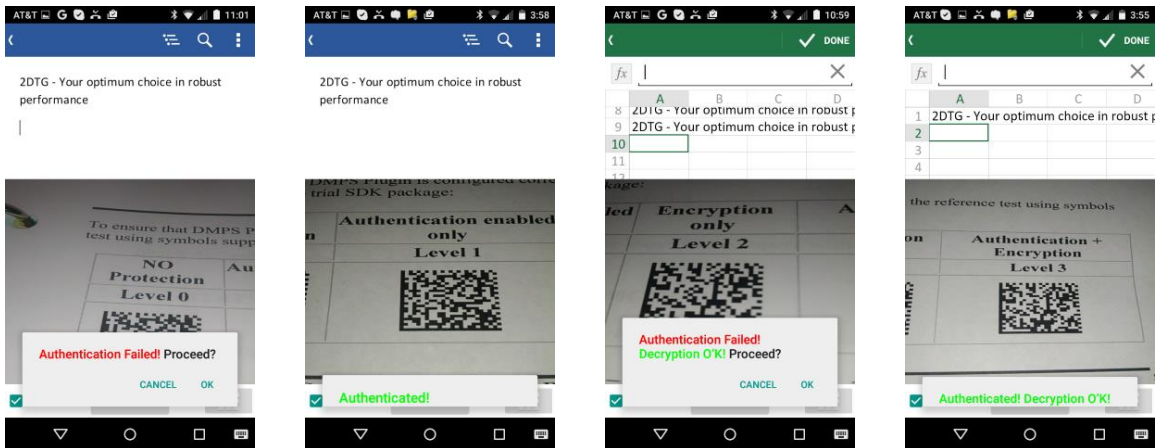 AT&T 11:01
2DTG - Your optimum choice in robust
performance
To ensure that DMPS P
test using symbols supp
NO
Protection
Au
Level 0
Authentication Failed! Proceed?
CANCEL OK
AT&T 3:58
2DTG - Your optimum choice in robust
performance
DMPS Plugin is configured corre
trial SDK package:
Authentication enabled
only
n
Level 1
Authenticated!
AT&T G 10:59
DONE
fx
A B C D
8 2DTG - Your optimum choice in robust p
9 2DTG - Your optimum choice in robust p
10
11
12
kage:
led Encryption
only
A
Level 2
Authentication Failed!
Decryption O'K! Proceed?
CANCEL OK
AT&T 3:55
DONE
fx
A B C D
1 2DTG - Your optimum choice in robust p
2
3
4
the reference test using symbols
on
Authentication +
Encryption
Level 3
Authenticated! Decryption O'K!